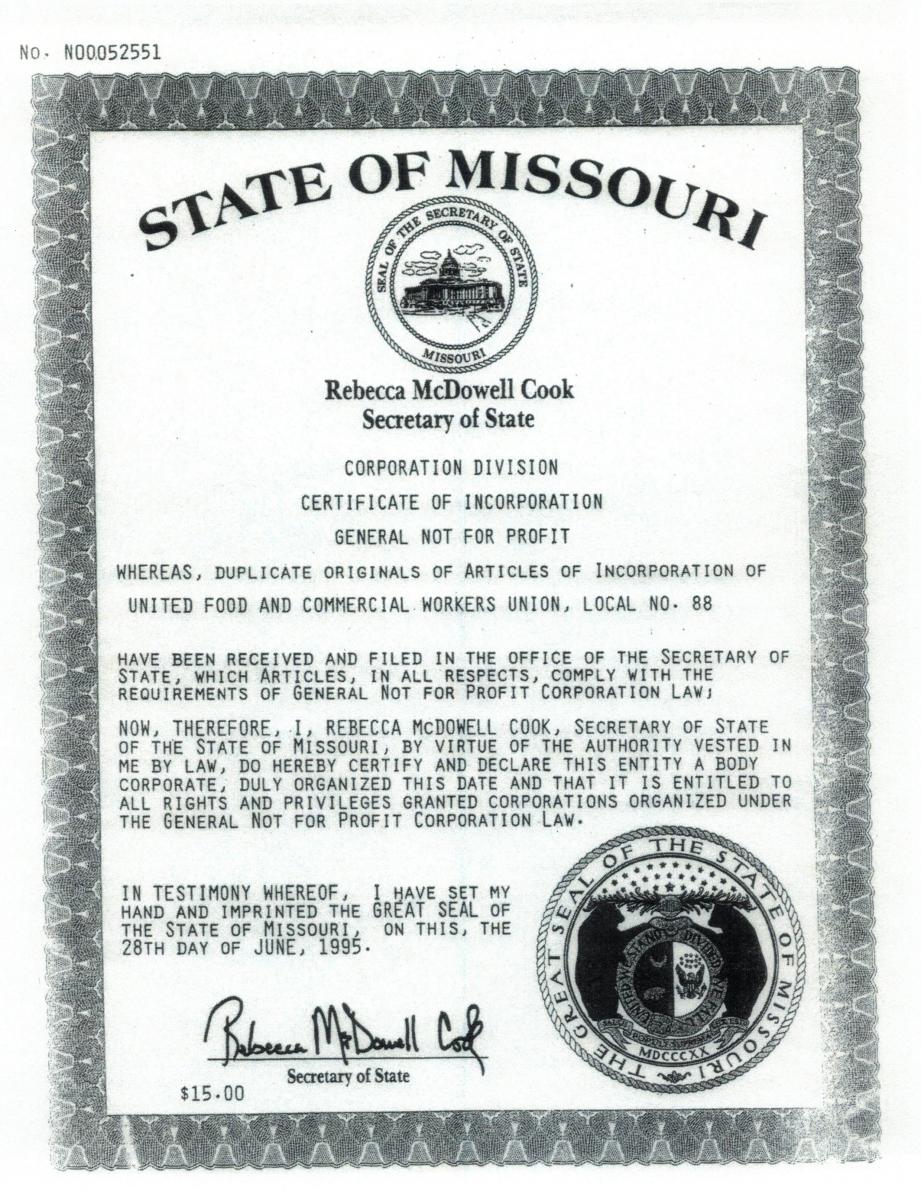 No. N00052551
STATE OF MISSOURI
SEAL OF THE SECRETARY OF STATE
MISSOURI
Rebecca McDowell Cook
Secretary of State
CORPORATION DIVISION
CERTIFICATE OF INCORPORATION
GENERAL NOT FOR PROFIT
WHEREAS, DUPLICATE ORIGINALS OF ARTICLES OF INCORPORATION OF
UNITED FOOD AND COMMERCIAL WORKERS UNION, LOCAL NO. 88
HAVE BEEN RECEIVED AND FILED IN THE OFFICE OF THE SECRETARY OF
STATE, WHICH ARTICLES, IN ALL RESPECTS, COMPLY WITH THE
REQUIREMENTS OF GENERAL NOT FOR PROFIT CORPORATION LAW;
NOW, THEREFORE, I, REBECCA McDOWELL COOK, SECRETARY OF STATE
OF THE STATE OF MISSOURI, BY VIRTUE OF THE AUTHORITY VESTED IN
ME BY LAW, DO HEREBY CERTIFY AND DECLARE THIS ENTITY A BODY
CORPORATE, DULY ORGANIZED THIS DATE AND THAT IT IS ENTITLED TO
ALL RIGHTS AND PRIVILEGES GRANTED CORPORATIONS ORGANIZED UNDER
THE GENERAL NOT FOR PROFIT CORPORATION LAW.
IN TESTIMONY WHEREOF, I HAVE SET MY
HAND AND IMPRINTED THE GREAT SEAL OF
THE STATE OF MISSOURI, ON THIS, THE
28TH DAY OF JUNE, 1995.
THE GREAT SEAL OF THE STATE OF MISSOURI
UNITED WE STAND DIVIDED WE FALL
MDCCCXX
Rebecca McDowell Cook
Secretary of State
$15.00